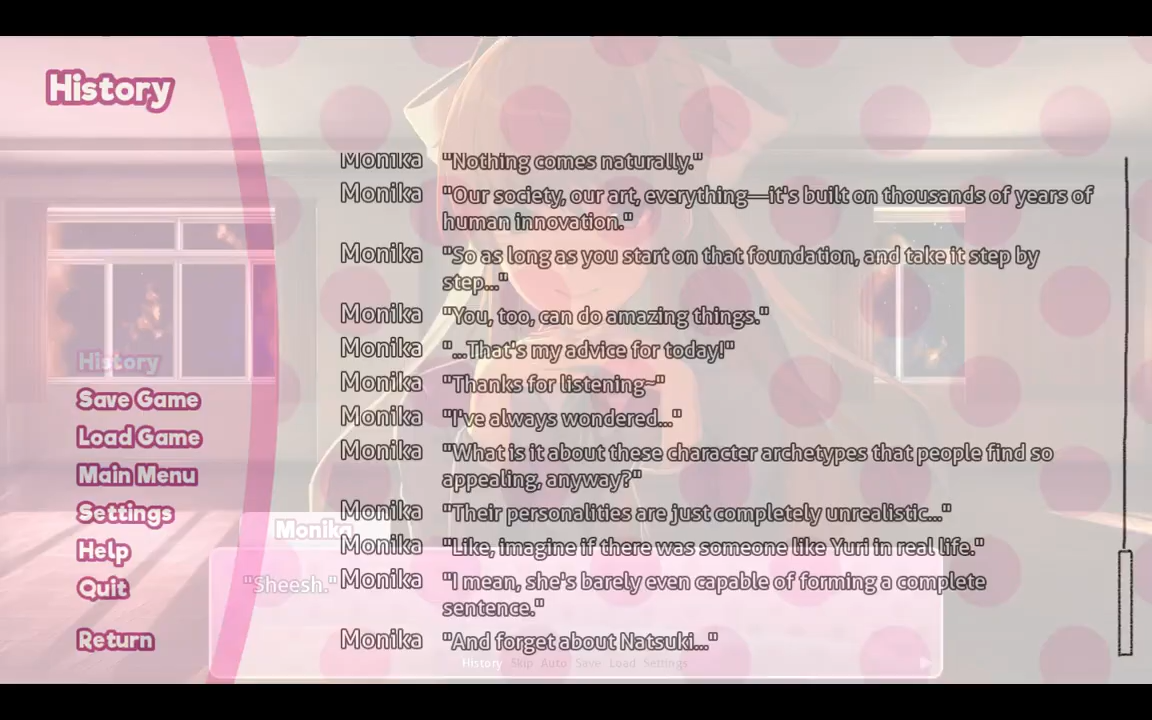 History
Monika "Nothing comes naturally."
Monika "Our society, our art, everything—it's built on thousands of years of
human innovation."
Monika "So as long as you start on that foundation, and take it step by
step..."
Monika "You, too, can do amazing things."
Monika "...That's my advice for today!"
Monika "Thanks for listening~"
Monika "I've always wondered..."
Monika "What is it about these character archetypes that people find so
appealing, anyway?"
Monika "Their personalities are just completely unrealistic..."
Monika "Like, imagine if there was someone like Yuri in real life."
Monika "I mean, she's barely even capable of forming a complete
sentence."
Monika "And forget about Natsuki..."
History
Save Game
Load Game
Main Menu
Settings
Help
Quit
Return
Monika
"Sheesh."
History Skip Auto Save Load Settings